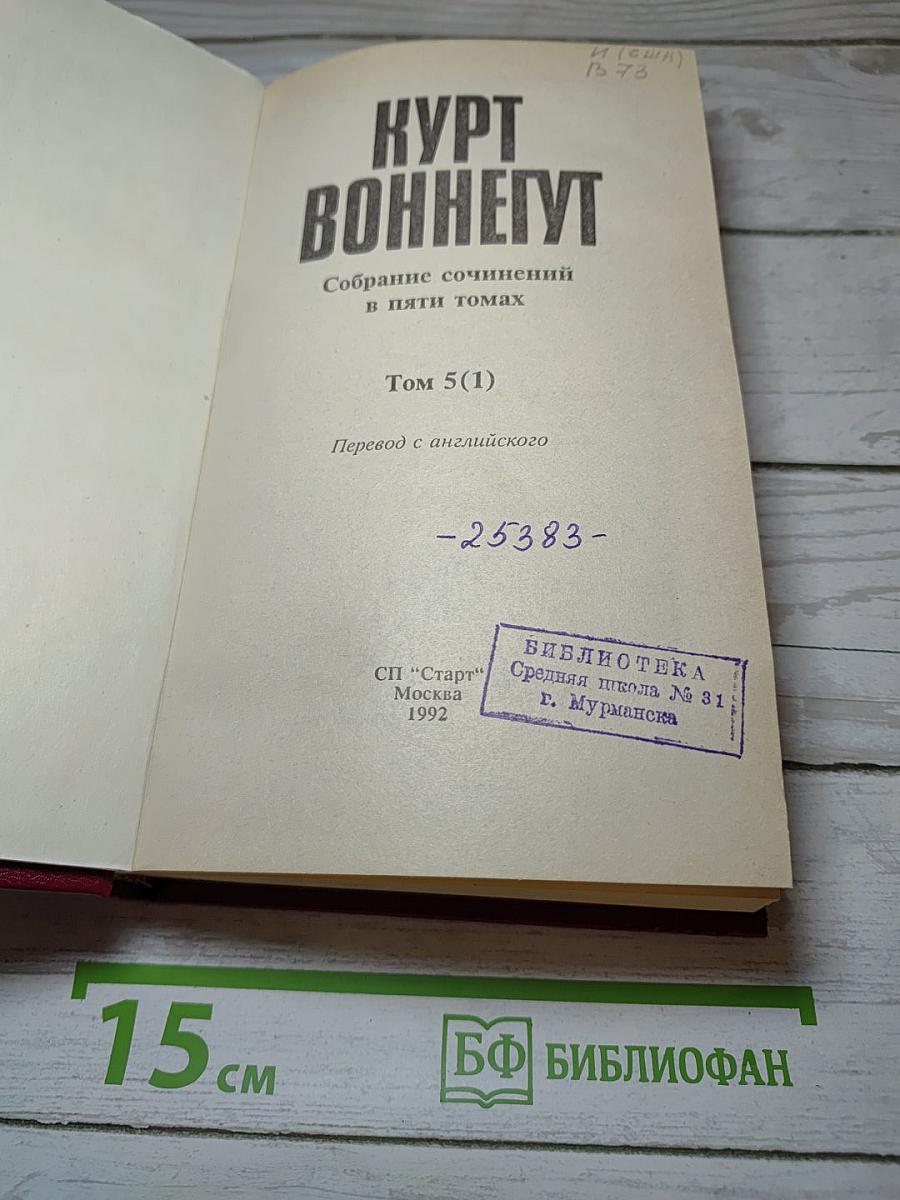 И (сша)
В 73
КУРТ
ВОННЕГУТ
Собрание сочинений
в пяти томах
Том 5(1)
Перевод с английского
-25383-
СП "Старт"
Москва
1992
БИБЛИОТЕКА
Средняя школа № 31
г. Мурманска
15 см
БФ БИБЛИОФАН